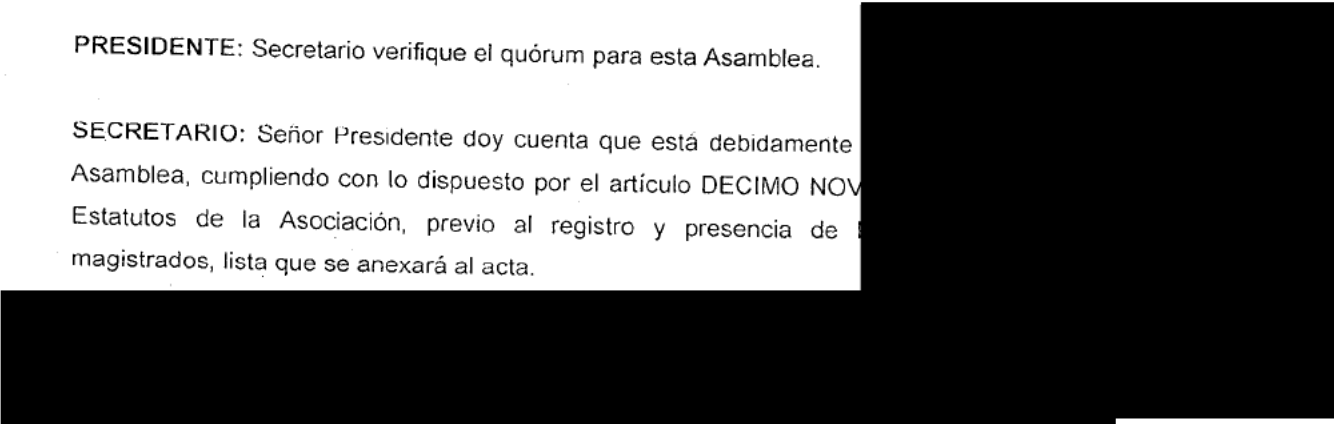 PRESIDENTE: Secretario verifique el quórum para esta Asamblea.
SECRETARIO: Señor Presidente doy cuenta que está debidamente
Asamblea, cumpliendo con lo dispuesto por el artículo DECIMO NOV
Estatutos de la Asociación, previo al registro y presencia de
magistrados, lista que se anexará al acta.